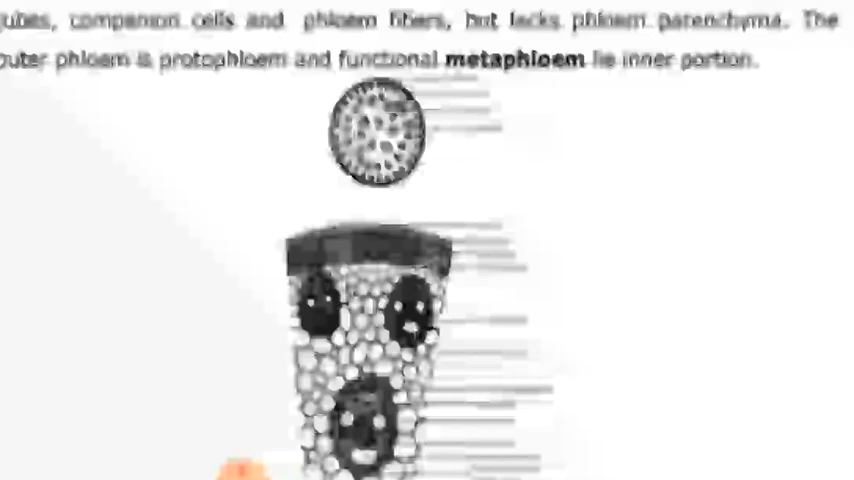 tubes, companion cells and phloem fibers, but lacks phloem parenchyma. The
outer phloem is protophloem and functional metaphloem lie inner portion.